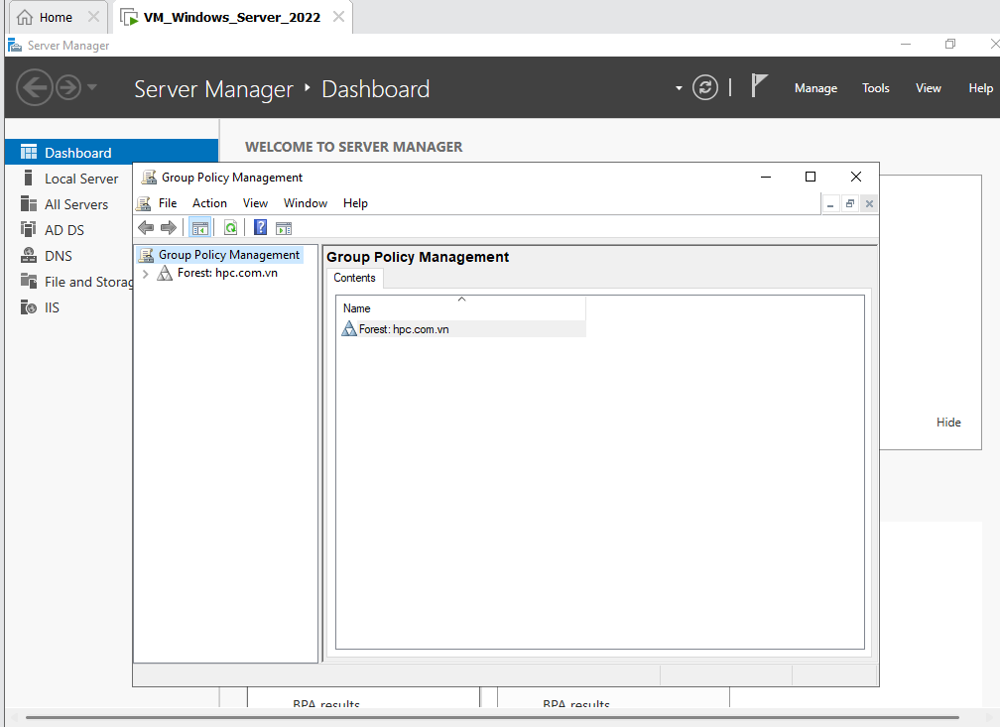 Home
VM_Windows_Server_2022
Server Manager
Server Manager Dashboard
Manage Tools View Help
Dashboard
Local Server
All Servers
AD DS
DNS
File and Storag
IIS
WELCOME TO SERVER MANAGER
Group Policy Management
File Action View Window Help
Group Policy Management
Forest: hpc.com.vn
Group Policy Management
Contents
Name
Forest: hpc.com.vn
Hide
BPA results
BPA results